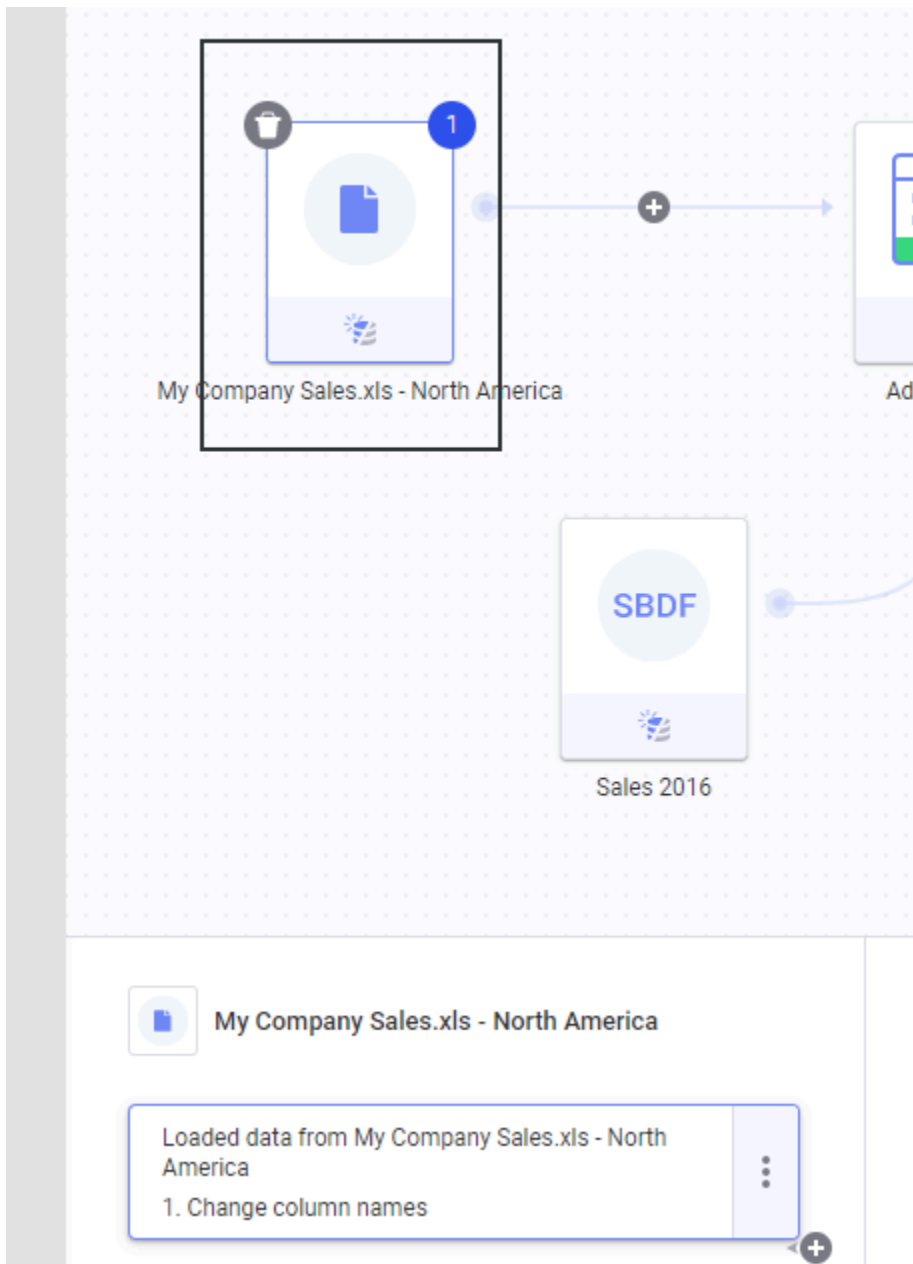 1
My Company Sales.xls - North America
Ad
SBDF
Sales 2016
My Company Sales.xls - North America
Loaded data from My Company Sales.xls - North
America
1. Change column names